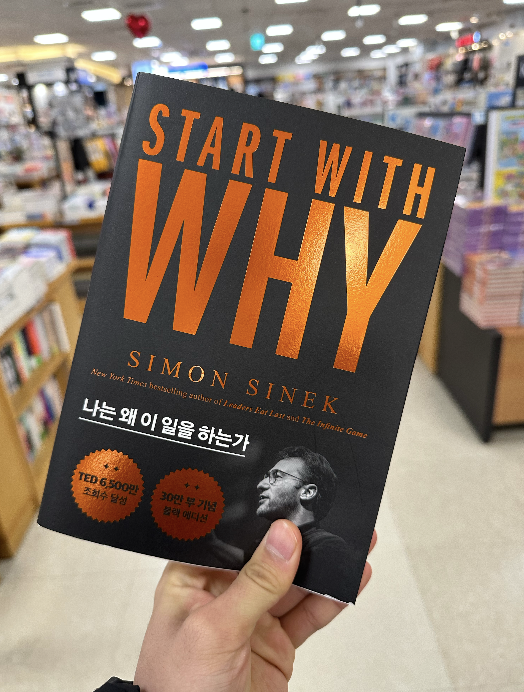 START WITH
WHY
SIMON SINEK
New York Times bestselling author of Leaders Eat Last and The Infinite Game
나는 왜 이 일을 하는가
TED 6,500만
조회수 달성
30만 부 기념
블랙 에디션